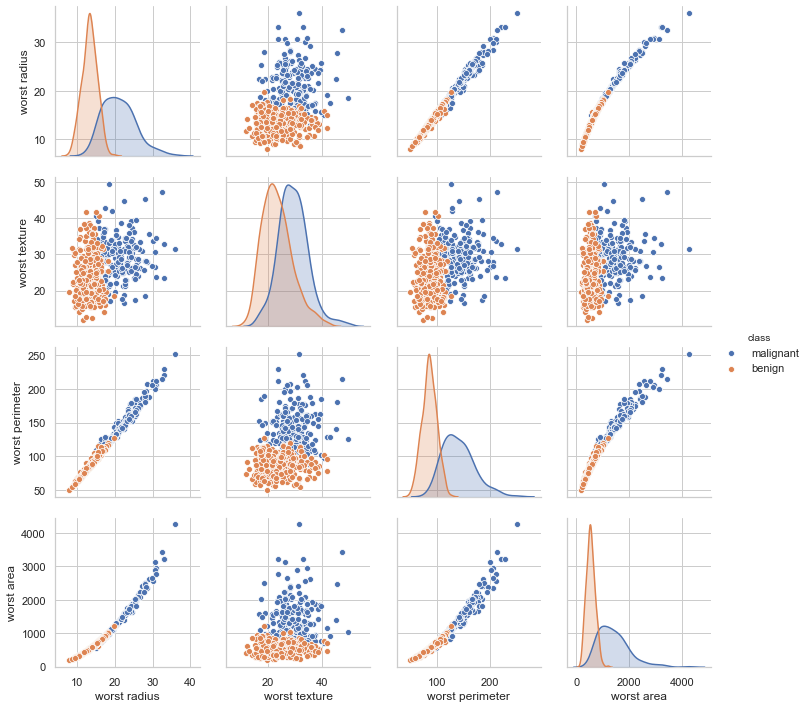 worst radius
30
20
10
worst texture
50
40
30
20
class
malignant
benign
worst perimeter
250
200
150
100
50
worst area
4000
3000
2000
1000
0
10 20 30 40
20 40
100 200
0 2000 4000
worst radius worst texture worst perimeter worst area